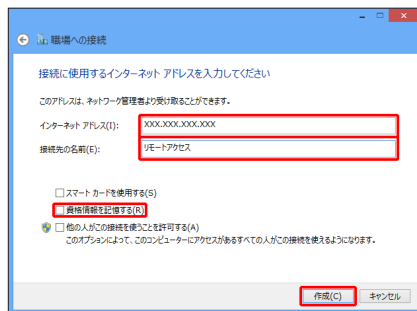 職場への接続
接続に使用するインターネット アドレスを入力してください
このアドレスは、ネットワーク管理者より受け取ることができます。
インターネット アドレス(I): XXX.XXX.XXX.XXX
接続先の名前(E): リモートアクセス
スマート カードを使用する(S)
資格情報を記憶する(R)
他の人がこの接続を使うことを許可する(A)
このオプションによって、このコンピューターにアクセスがあるすべての人がこの接続を使えるようになります。
作成(C) キャンセル